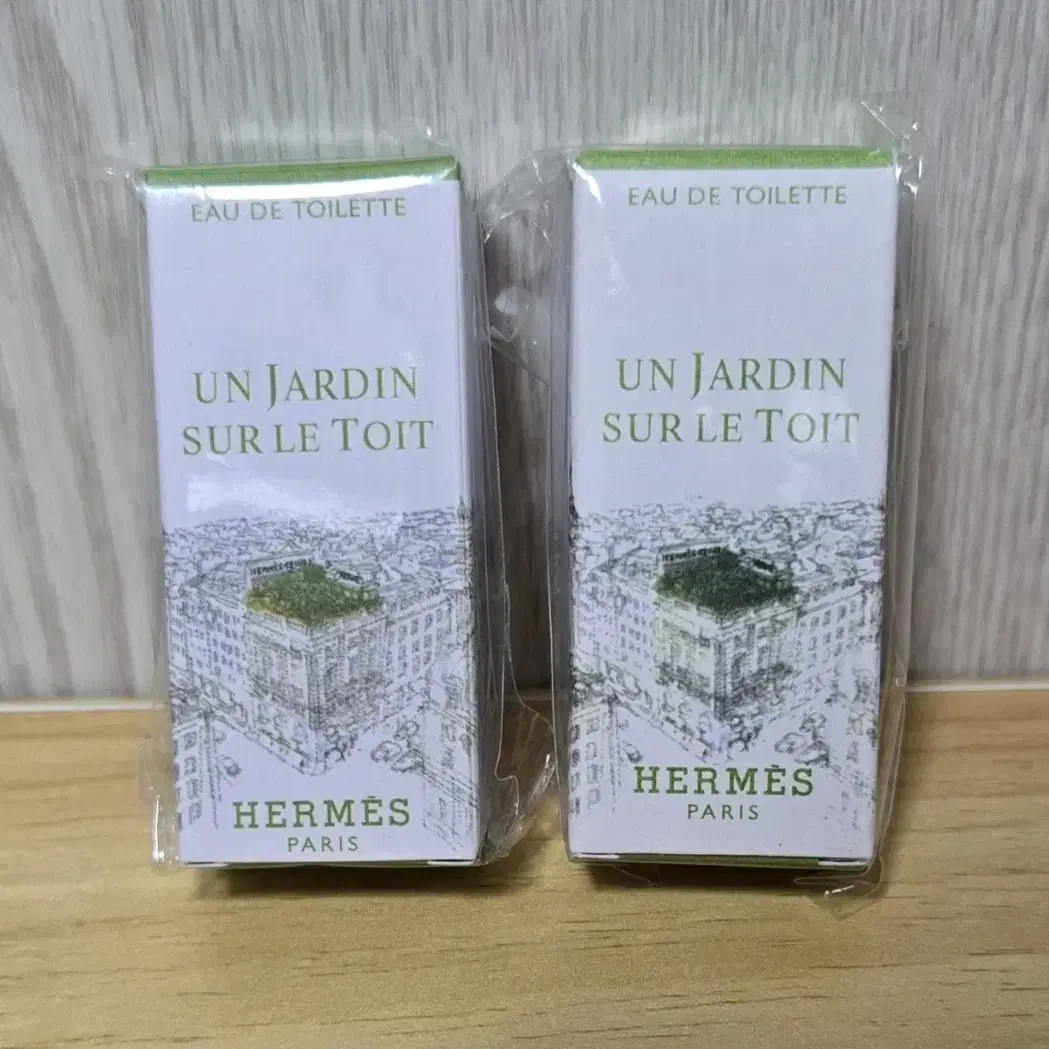 EAU DE TOILETTE
UN JARDIN
SUR LE TOIT
HERMÈS
PARIS
EAU DE TOILETTE
UN JARDIN
SUR LE TOIT
HERMÈS
PARIS